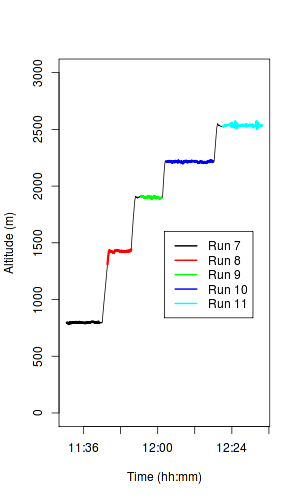 3000
2500
2000
1500
1000
500
0
Altitude (m)
Run 7
Run 8
Run 9
Run 10
Run 11
11:36 12:00 12:24
Time (hh:mm)